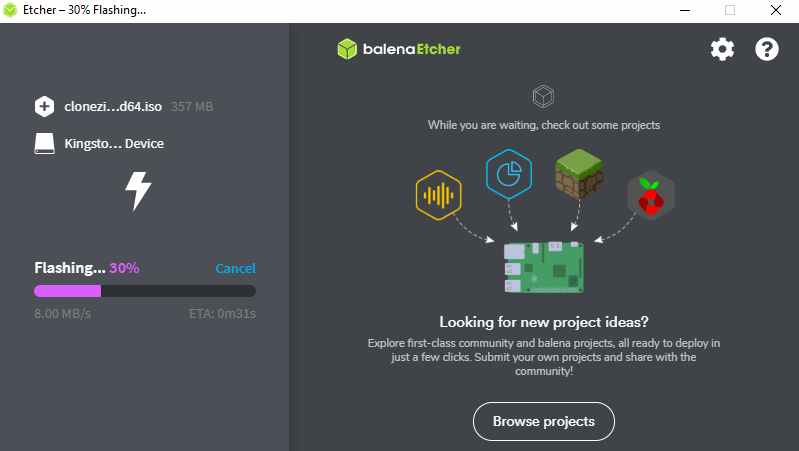 Etcher – 30% Flashing...
balenaEtcher
clonezi...d64.iso 357 MB
Kingsto... Device
Flashing... 30% Cancel
8.00 MB/s ETA: 0m31s
While you are waiting, check out some projects
Looking for new project ideas?
Explore first-class community and balena projects, all ready to deploy in
just a few clicks. Submit your own projects and share with the
community!
Browse projects